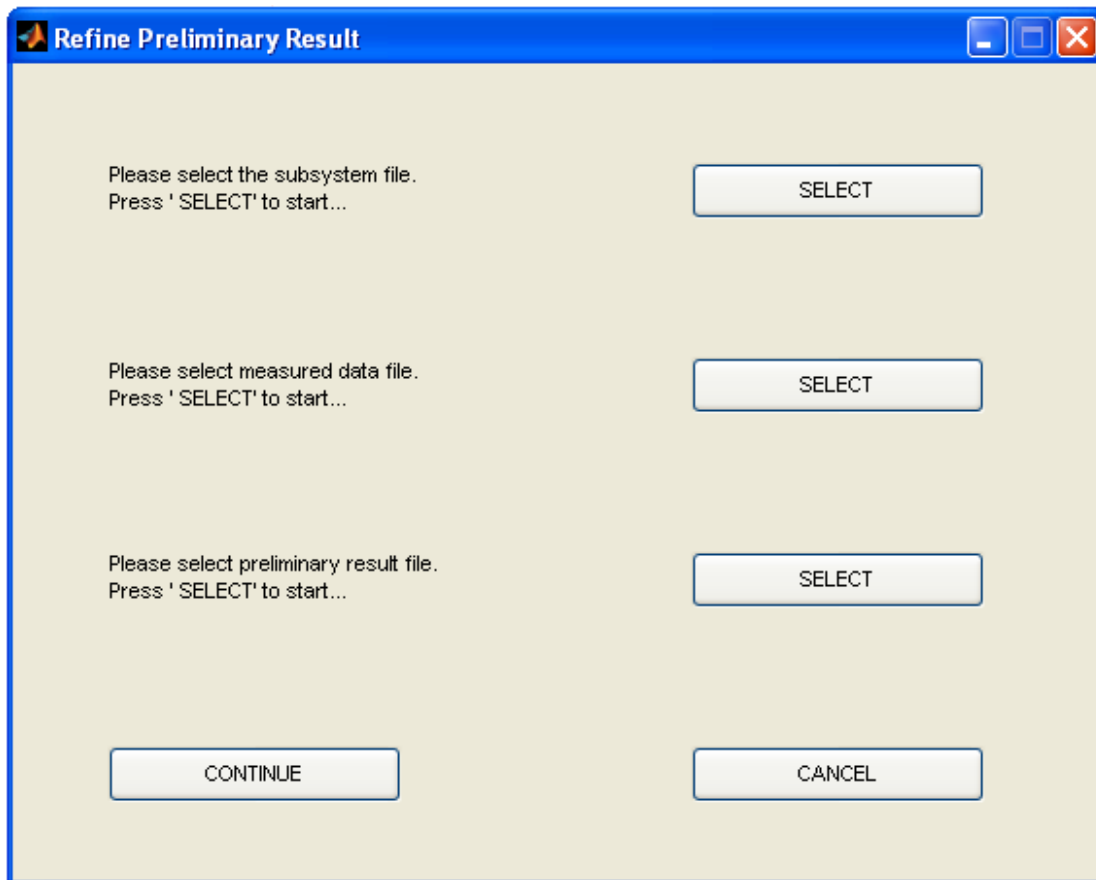 Refine Preliminary Result
Please select the subsystem file.
Press ' SELECT' to start...
SELECT
Please select measured data file.
Press ' SELECT' to start...
SELECT
Please select preliminary result file.
Press ' SELECT' to start...
SELECT
CONTINUE
CANCEL